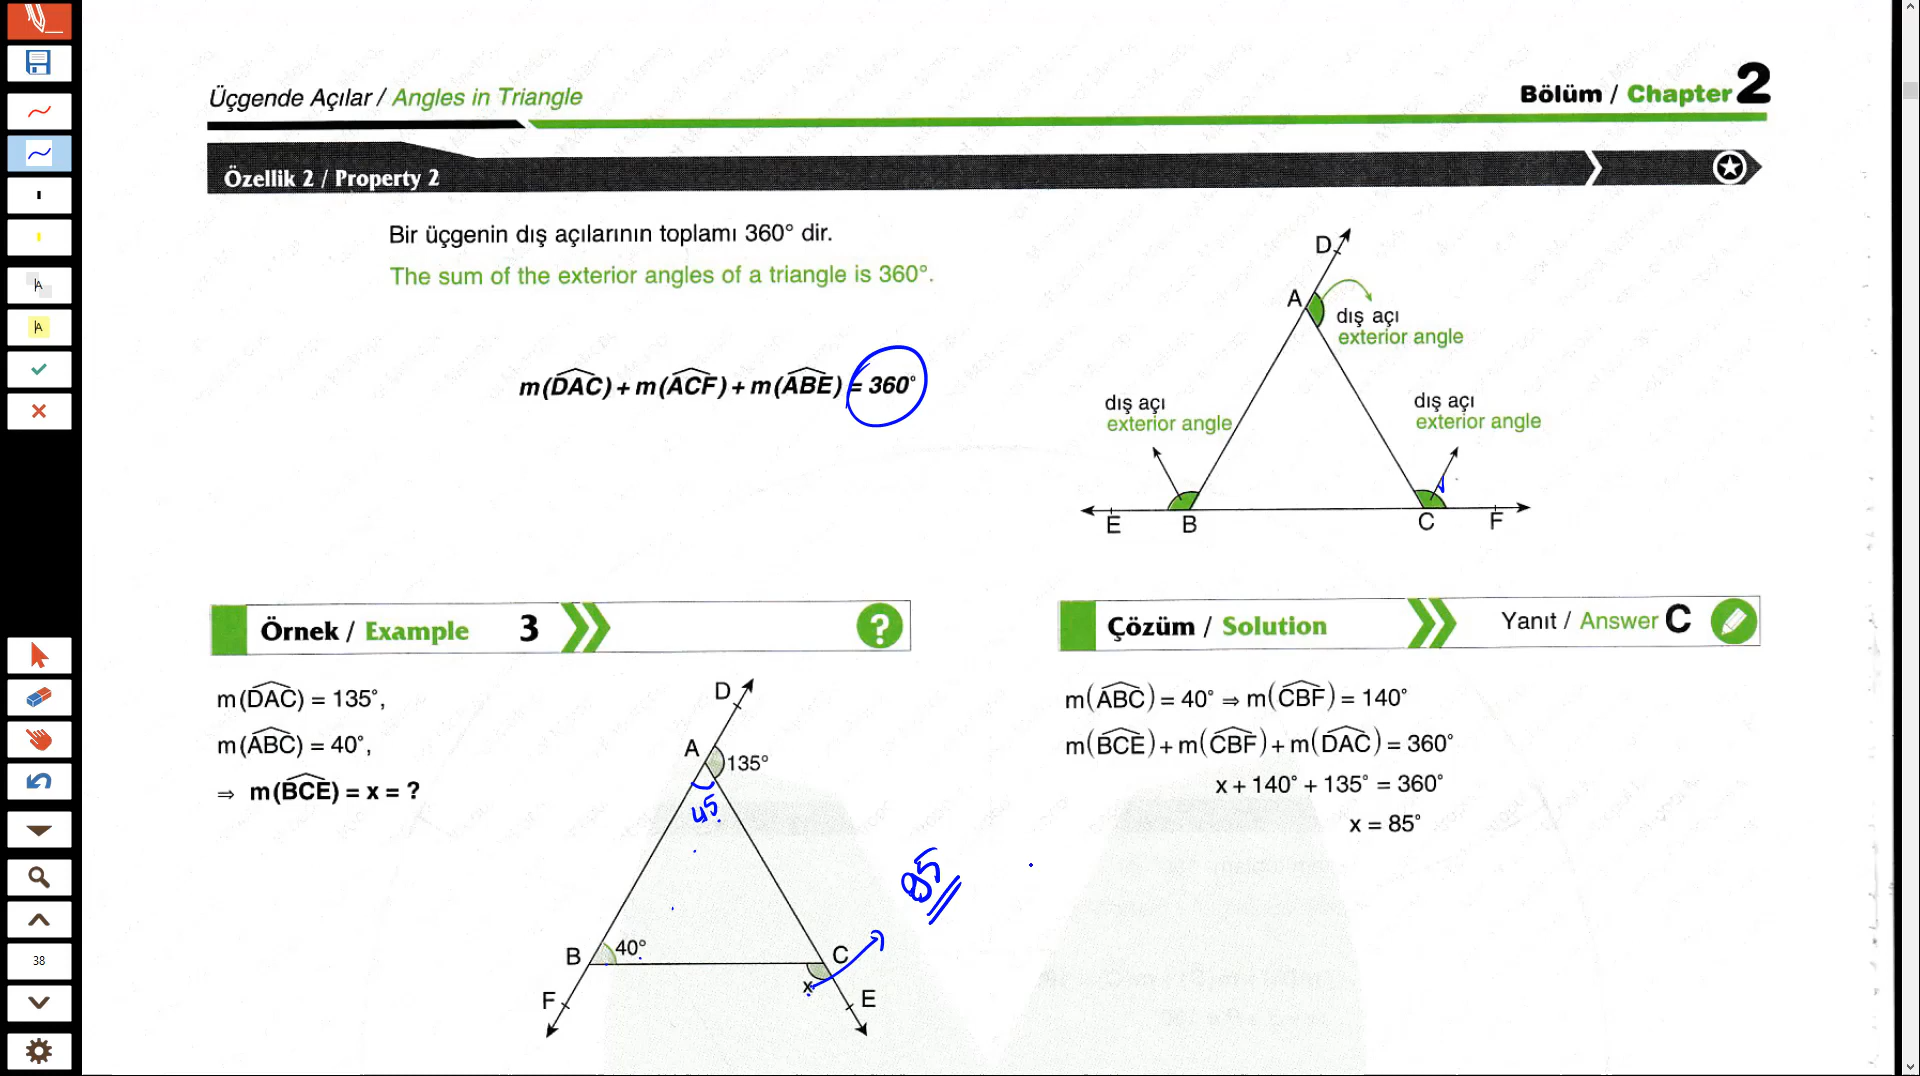 Üçgende Açılar / Angles in Triangle
Bölüm / Chapter 2
Özellik 2 / Property 2
Bir üçgenin dış açılarının toplamı 360° dir.
The sum of the exterior angles of a triangle is 360°.
m(DAC) + m(ACF) + m(ABE) = 360°
D
A
dış açı
exterior angle
dış açı
exterior angle
dış açı
exterior angle
E
B
C
F
Örnek / Example 3
?
m(DAC) = 135°,
m(ABC) = 40°,
⇒ m(BCE) = x = ?
D
A
135°
45
85
B
40°
C
x
F
E
Çözüm / Solution
Yanıt / Answer C
m(ABC) = 40° ⇒ m(CBF) = 140°
m(BCE) + m(CBF) + m(DAC) = 360°
x + 140° + 135° = 360°
x = 85°
A
A
38